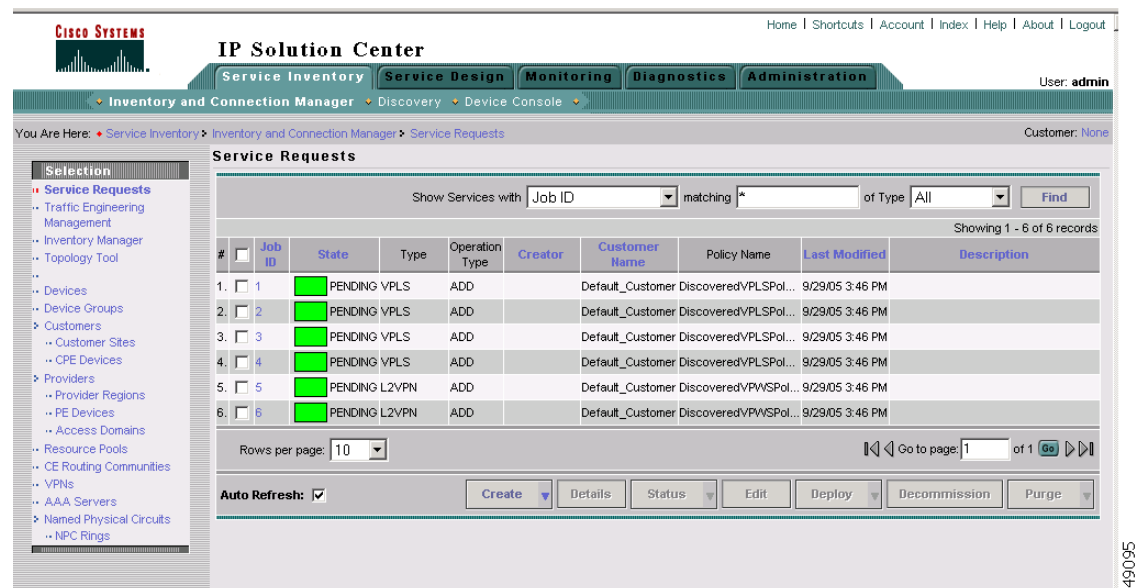 Home | Shortcuts | Account | Index | Help | About | Logout
CISCO SYSTEMS
IP Solution Center
Service Inventory Service Design Monitoring Diagnostics Administration
User: admin
Inventory and Connection Manager Discovery Device Console
You Are Here: Service Inventory Inventory and Connection Manager Service Requests
Customer: None
Selection
Service Requests
Traffic Engineering
Management
Inventory Manager
Topology Tool
Devices
Device Groups
Customers
Customer Sites
CPE Devices
Providers
Provider Regions
PE Devices
Access Domains
Resource Pools
CE Routing Communities
VPNs
AAA Servers
Named Physical Circuits
NPC Rings
Service Requests
Show Services with Job ID matching * of Type All Find
Showing 1 - 6 of 6 records
# Job ID State Type Operation Type Creator Customer Name Policy Name Last Modified Description
1. 1 PENDING VPLS ADD Default_Customer DiscoveredVPLSPol... 9/29/05 3:46 PM
2. 2 PENDING VPLS ADD Default_Customer DiscoveredVPLSPol... 9/29/05 3:46 PM
3. 3 PENDING VPLS ADD Default_Customer DiscoveredVPLSPol... 9/29/05 3:46 PM
4. 4 PENDING VPLS ADD Default_Customer DiscoveredVPLSPol... 9/29/05 3:46 PM
5. 5 PENDING L2VPN ADD Default_Customer DiscoveredVPWSPol... 9/29/05 3:46 PM
6. 6 PENDING L2VPN ADD Default_Customer DiscoveredVPWSPol... 9/29/05 3:46 PM
Rows per page: 10
Go to page: 1 of 1 Go
Auto Refresh:
Create Details Status Edit Deploy Decommission Purge
49095